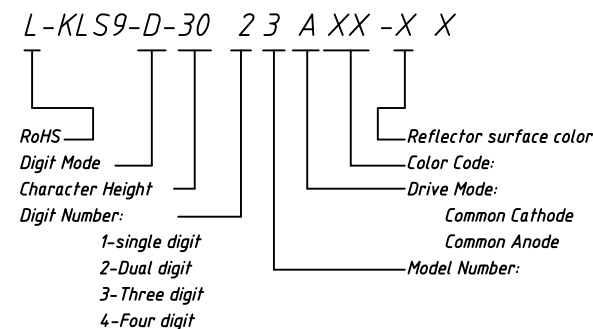 L-KLS9-D-30 2 3 A XX -X X
RoHS
Digit Mode
Character Height
Digit Number:
1-single digit
2-Dual digit
3-Three digit
4-Four digit
Reflector surface color
Color Code:
Drive Mode:
Common Cathode
Common Anode
Model Number: